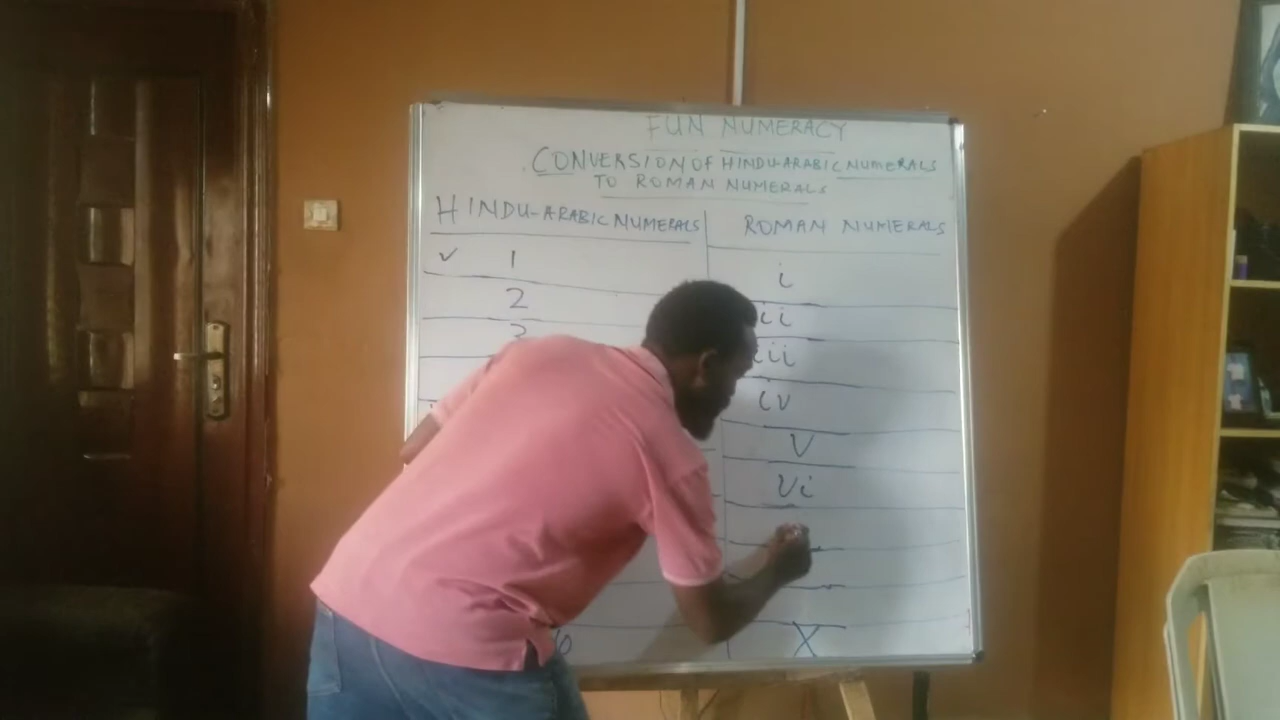 FUN NUMERACY
CONVERSION OF HINDU-ARABIC NUMERALS
TO ROMAN NUMERALS
HINDU-ARABIC NUMERALS ROMAN NUMERALS
✓ 1 i
2 ii
3 iii
iv
V
Vi
X